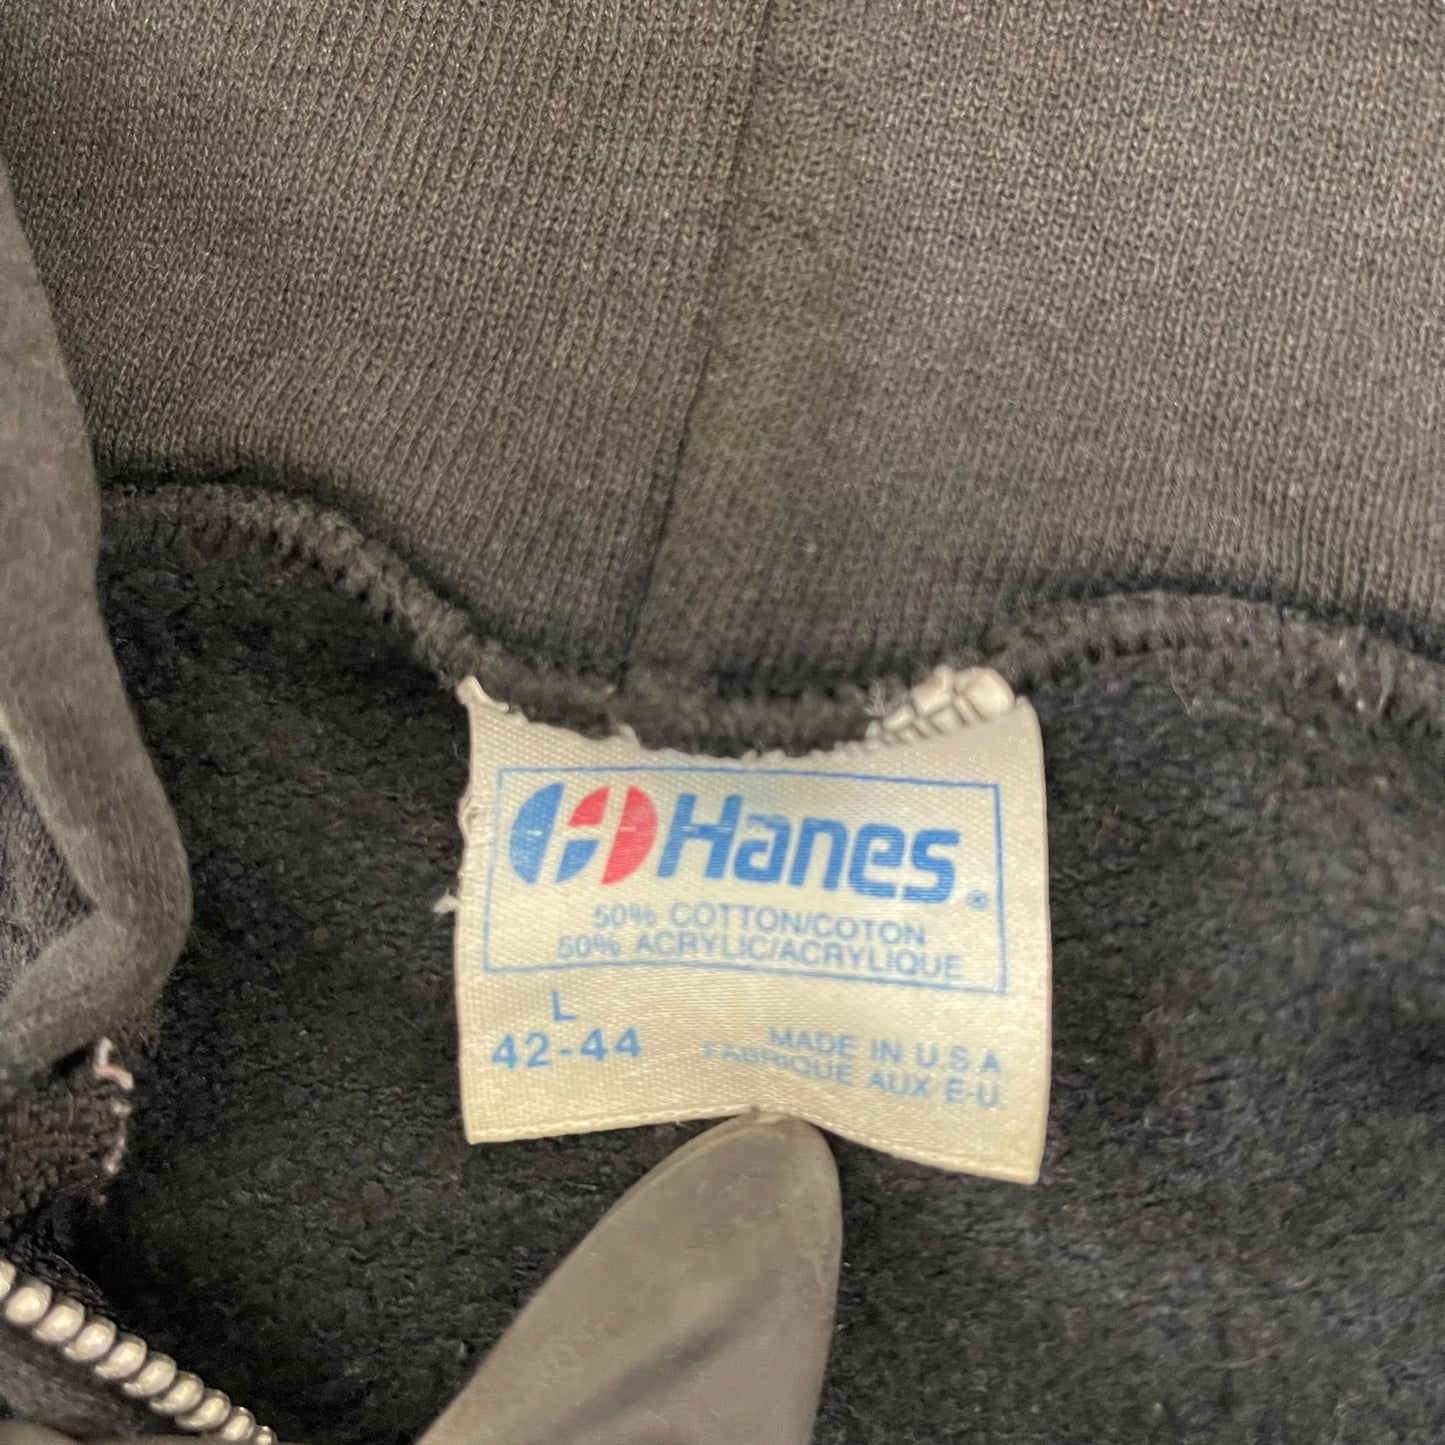 Hanes®
50% COTTON/COTON
50% ACRYLIC/ACRYLIQUE
L
42-44
MADE IN U.S.A
FABRIQUE AUX E-U